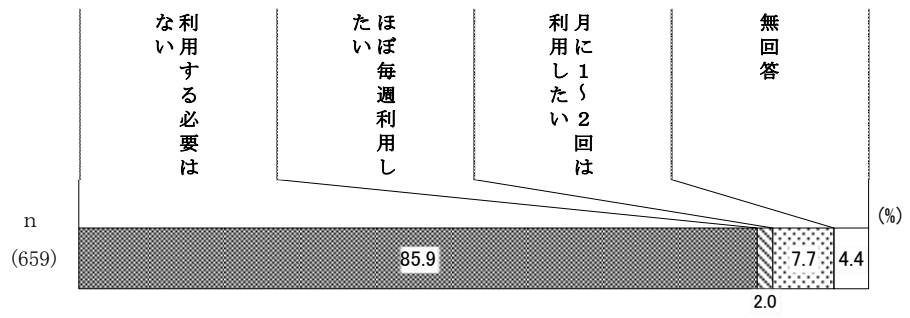 利用する必要は
ない
ほぼ毎週利用し
たい
月に1～2回は
利用したい
無回答
(%)
n
(659)
85.9
2.0
7.7
4.4